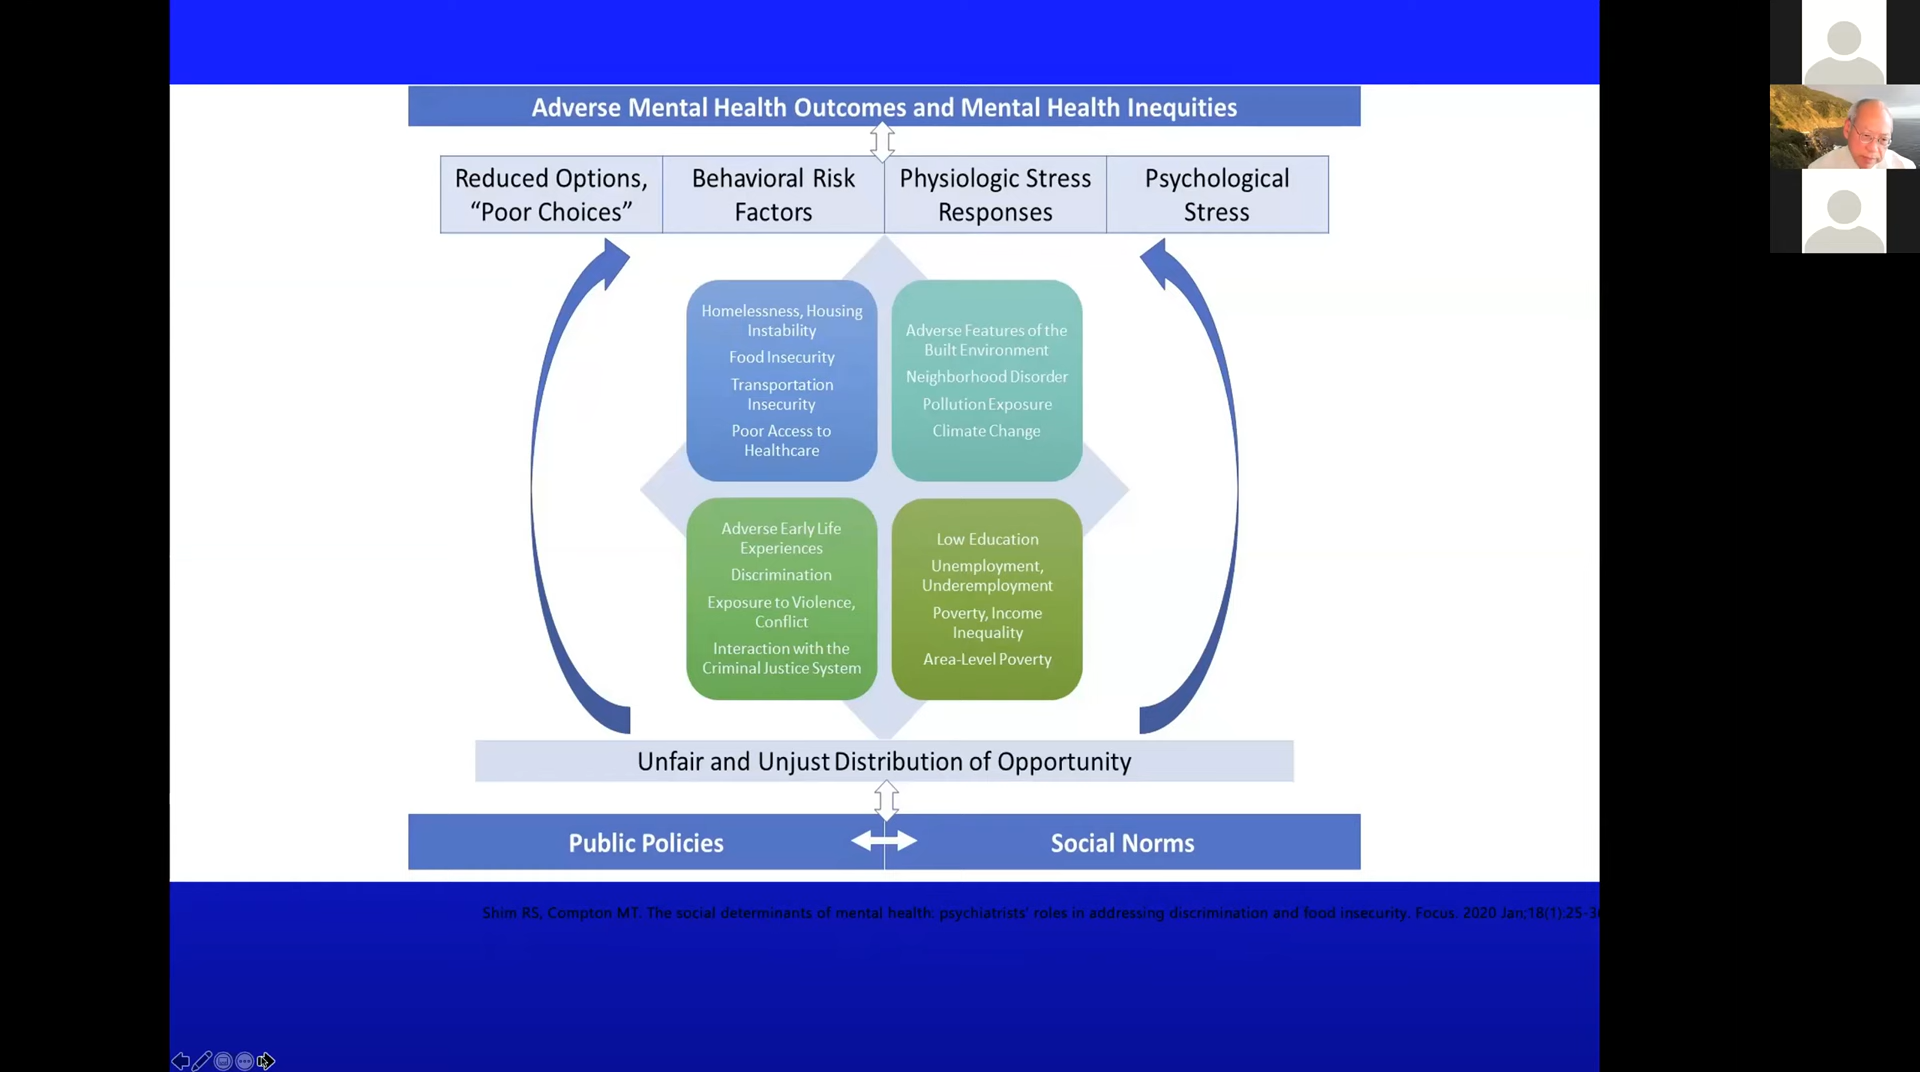 Adverse Mental Health Outcomes and Mental Health Inequities
Reduced Options,
“Poor Choices”
Behavioral Risk
Factors
Physiologic Stress
Responses
Psychological
Stress
Homelessness, Housing
Instability
Food Insecurity
Transportation
Insecurity
Poor Access to
Healthcare
Adverse Features of the
Built Environment
Neighborhood Disorder
Pollution Exposure
Climate Change
Adverse Early Life
Experiences
Discrimination
Exposure to Violence,
Conflict
Interaction with the
Criminal Justice System
Low Education
Unemployment,
Underemployment
Poverty, Income
Inequality
Area-Level Poverty
Unfair and Unjust Distribution of Opportunity
Public Policies
Social Norms
Shim RS, Compton MT. The social determinants of mental health: psychiatrists’ roles in addressing discrimination and food insecurity. Focus. 2020 Jan;18(1):25-3